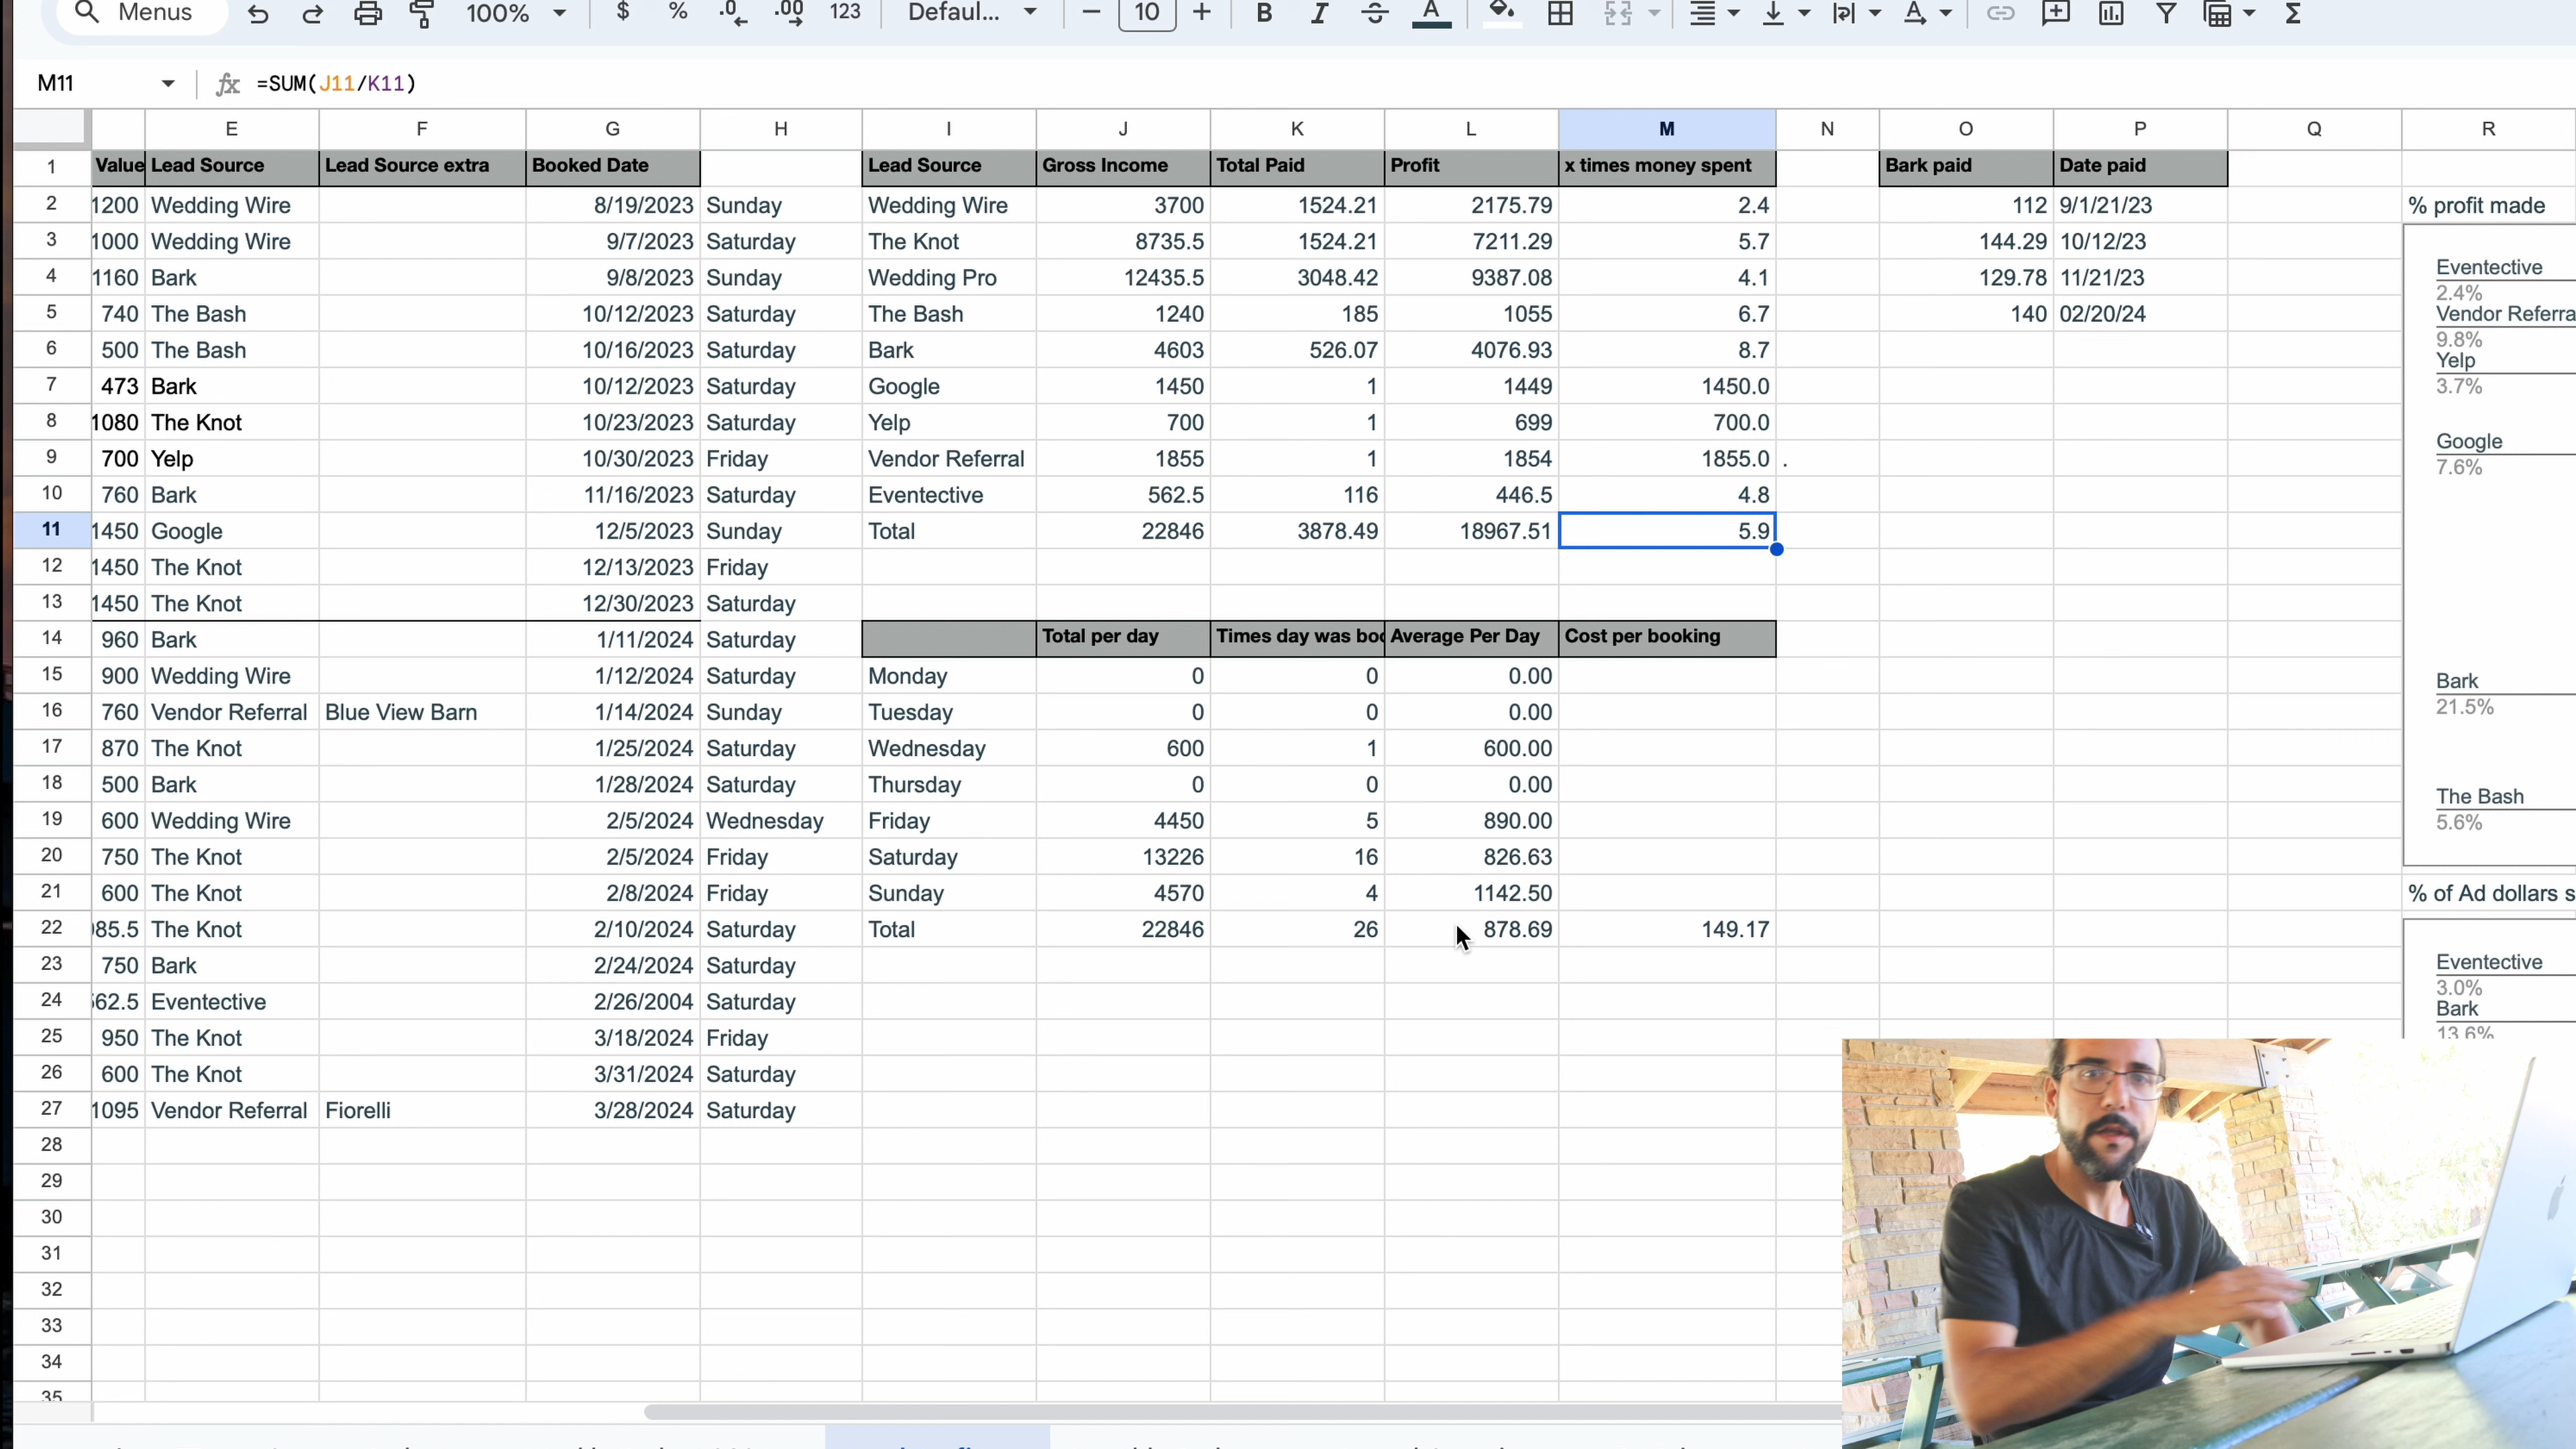 Menus 100% $ % .0 .00 123 Defaul... 10 B I A A Σ
M11 fx =SUM(J11/K11)
E F G H I J K L M N O P Q R
1 Value Lead Source Lead Source extra Booked Date Lead Source Gross Income Total Paid Profit x times money spent Bark paid Date paid
2 1200 Wedding Wire 8/19/2023 Sunday Wedding Wire 3700 1524.21 2175.79 2.4 112 9/1/21/23 % profit made
3 1000 Wedding Wire 9/7/2023 Saturday The Knot 8735.5 1524.21 7211.29 5.7 144.29 10/12/23
4 1160 Bark 9/8/2023 Sunday Wedding Pro 12435.5 3048.42 9387.08 4.1 129.78 11/21/23 Eventective
2.4%
5 740 The Bash 10/12/2023 Saturday The Bash 1240 185 1055 6.7 140 02/20/24 Vendor Referra
9.8%
6 500 The Bash 10/16/2023 Saturday Bark 4603 526.07 4076.93 8.7 Yelp
7 473 Bark 10/12/2023 Saturday Google 1450 1 1449 1450.0 3.7%
8 1080 The Knot 10/23/2023 Saturday Yelp 700 1 699 700.0 Google
9 700 Yelp 10/30/2023 Friday Vendor Referral 1855 1 1854 1855.0 . 7.6%
10 760 Bark 11/16/2023 Saturday Eventective 562.5 116 446.5 4.8
11 1450 Google 12/5/2023 Sunday Total 22846 3878.49 18967.51 5.9
12 1450 The Knot 12/13/2023 Friday
13 1450 The Knot 12/30/2023 Saturday
14 960 Bark 1/11/2024 Saturday Total per day Times day was boo Average Per Day Cost per booking
15 900 Wedding Wire 1/12/2024 Saturday Monday 0 0 0.00 Bark
16 760 Vendor Referral Blue View Barn 1/14/2024 Sunday Tuesday 0 0 0.00 21.5%
17 870 The Knot 1/25/2024 Saturday Wednesday 600 1 600.00
18 500 Bark 1/28/2024 Saturday Thursday 0 0 0.00 The Bash
19 600 Wedding Wire 2/5/2024 Wednesday Friday 4450 5 890.00 5.6%
20 750 The Knot 2/5/2024 Friday Saturday 13226 16 826.63
21 600 The Knot 2/8/2024 Friday Sunday 4570 4 1142.50 % of Ad dollars s
22 85.5 The Knot 2/10/2024 Saturday Total 22846 26 878.69 149.17
23 750 Bark 2/24/2024 Saturday Eventective
24 62.5 Eventective 2/26/2004 Saturday 3.0%
Bark
25 950 The Knot 3/18/2024 Friday 13.6%
26 600 The Knot 3/31/2024 Saturday
27 1095 Vendor Referral Fiorelli 3/28/2024 Saturday
28
29
30
31
32
33
34
35